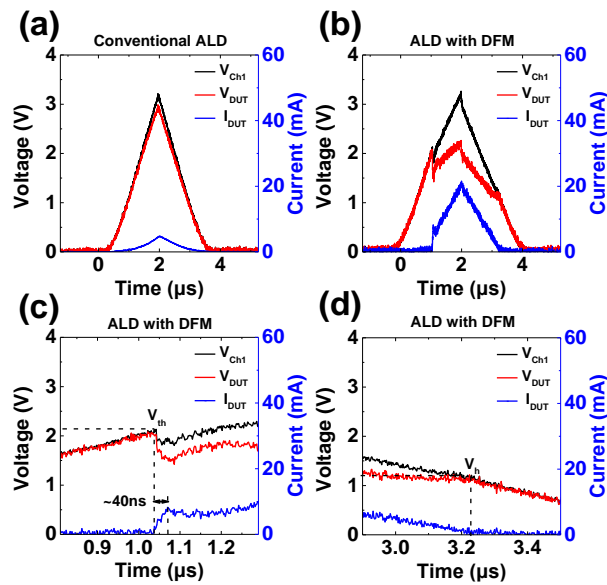 (a)
Conventional ALD
V_Ch1
V_DUT
I_DUT
Voltage (V)
4
3
2
1
0
Current (mA)
60
40
20
0
0 2 4
Time (µs)
(b)
ALD with DFM
V_Ch1
V_DUT
I_DUT
Voltage (V)
4
3
2
1
0
Current (mA)
60
40
20
0
0 2 4
Time (µs)
(c)
ALD with DFM
V_Ch1
V_DUT
I_DUT
V_th
~40ns
Voltage (V)
4
3
2
1
0
Current (mA)
60
40
20
0
0.9 1.0 1.1 1.2
Time (µs)
(d)
ALD with DFM
V_Ch1
V_DUT
I_DUT
V_h
Voltage (V)
4
3
2
1
0
Current (mA)
60
40
20
0
3.0 3.2 3.4
Time (µs)